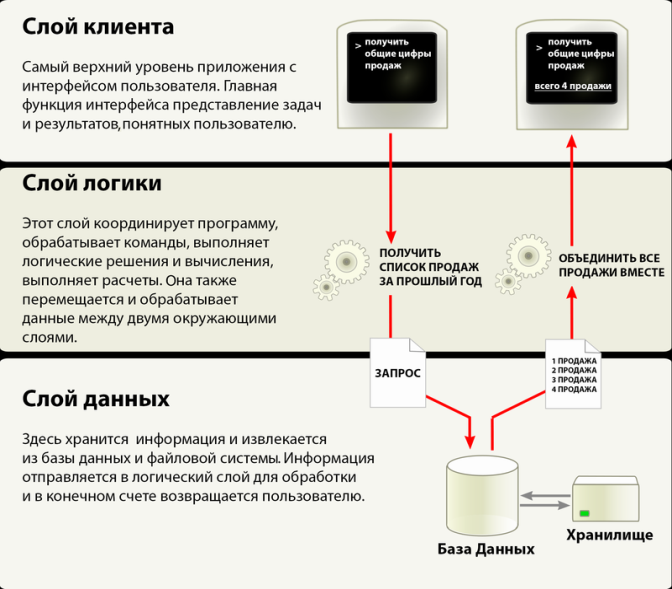 Слой клиента
Самый верхний уровень приложения с
интерфейсом пользователя. Главная
функция интерфейса представление задач
и результатов,понятных пользователю.
> получить
общие цифры
продаж
> получить
общие цифры
продаж
всего 4 продажи
Слой логики
Этот слой координирует программу,
обрабатывает команды, выполняет
логические решения и вычисления,
выполняет расчеты. Она также
перемещается и обрабатывает
данные между двумя окружающими
слоями.
ПОЛУЧИТЬ
СПИСОК ПРОДАЖ
ЗА ПРОШЛЫЙ ГОД
ОБЪЕДИНИТЬ ВСЕ
ПРОДАЖИ ВМЕСТЕ
ЗАПРОС
1 ПРОДАЖА
2 ПРОДАЖА
3 ПРОДАЖА
4 ПРОДАЖА
Слой данных
Здесь хранится информация и извлекается
из базы данных и файловой системы. Информация
отправляется в логический слой для обработки
и в конечном счете возвращается пользователю.
База Данных
Хранилище